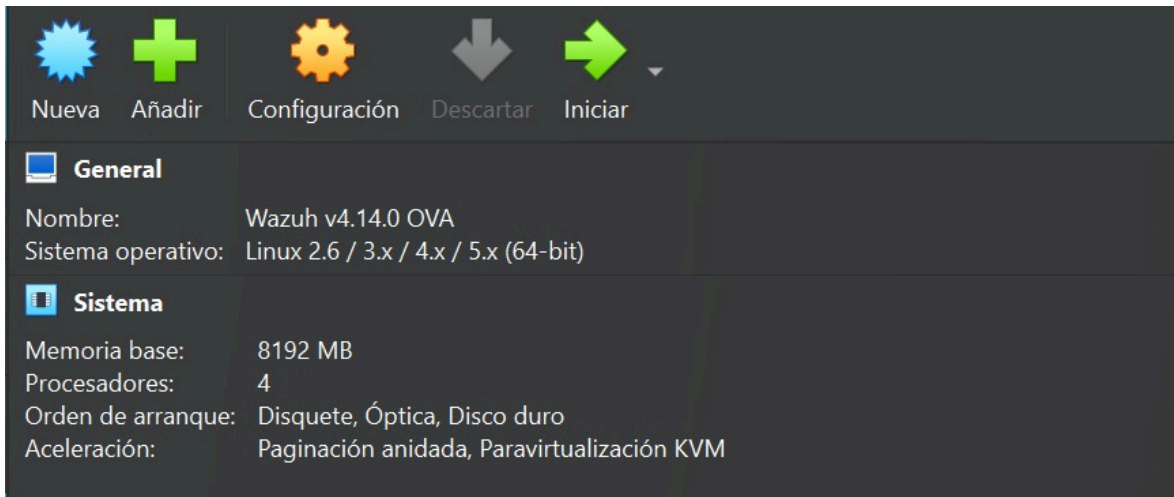 Nueva Añadir Configuración Descartar Iniciar
General
Nombre: Wazuh v4.14.0 OVA
Sistema operativo: Linux 2.6 / 3.x / 4.x / 5.x (64-bit)
Sistema
Memoria base: 8192 MB
Procesadores: 4
Orden de arranque: Disquete, Óptica, Disco duro
Aceleración: Paginación anidada, Paravirtualización KVM